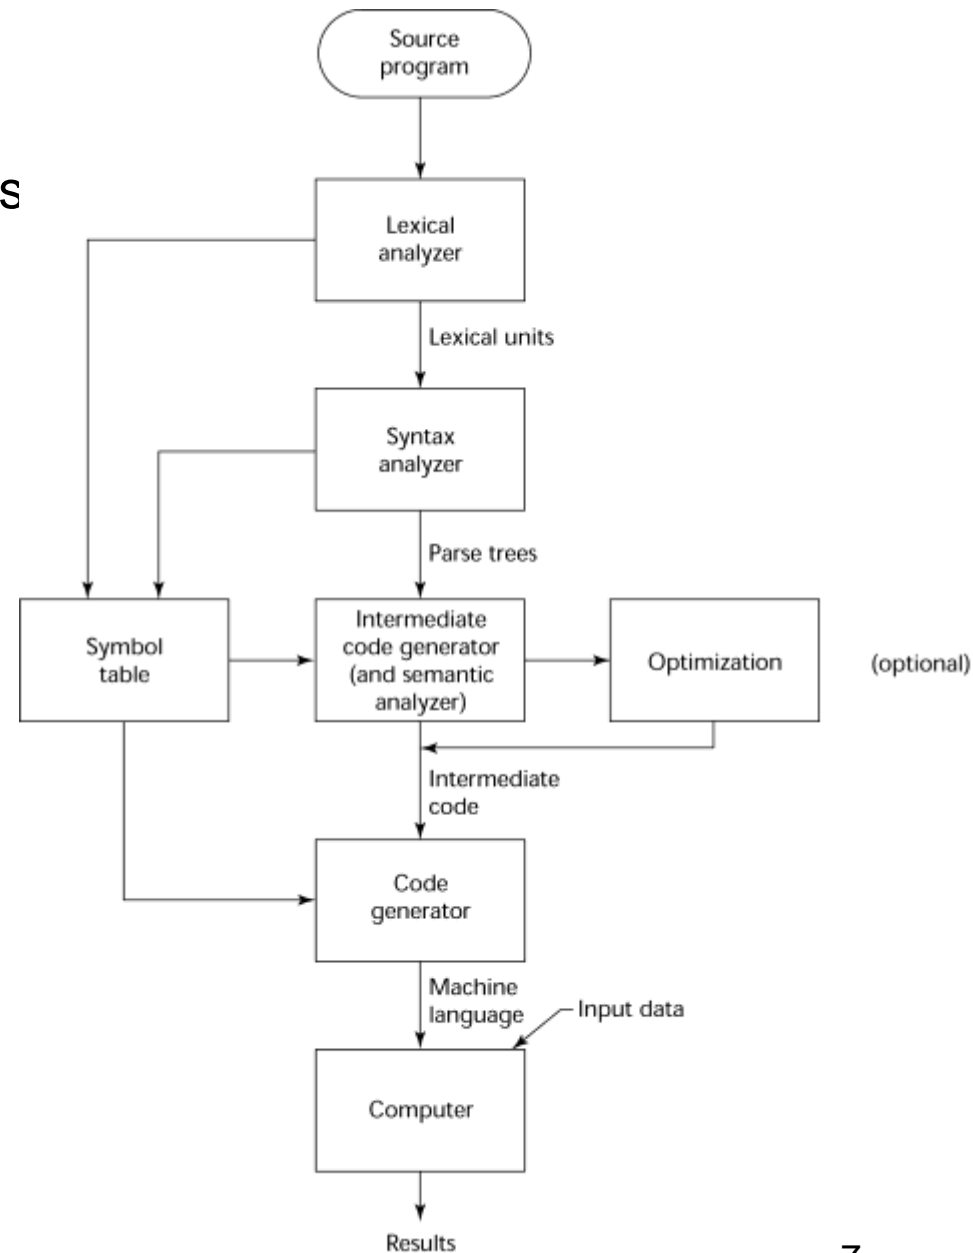 Source
program
s
Lexical
analyzer
Lexical units
Syntax
analyzer
Parse trees
Symbol
table
Intermediate
code generator
(and semantic
analyzer)
Optimization
(optional)
Intermediate
code
Code
generator
Machine
language
Input data
Computer
Results